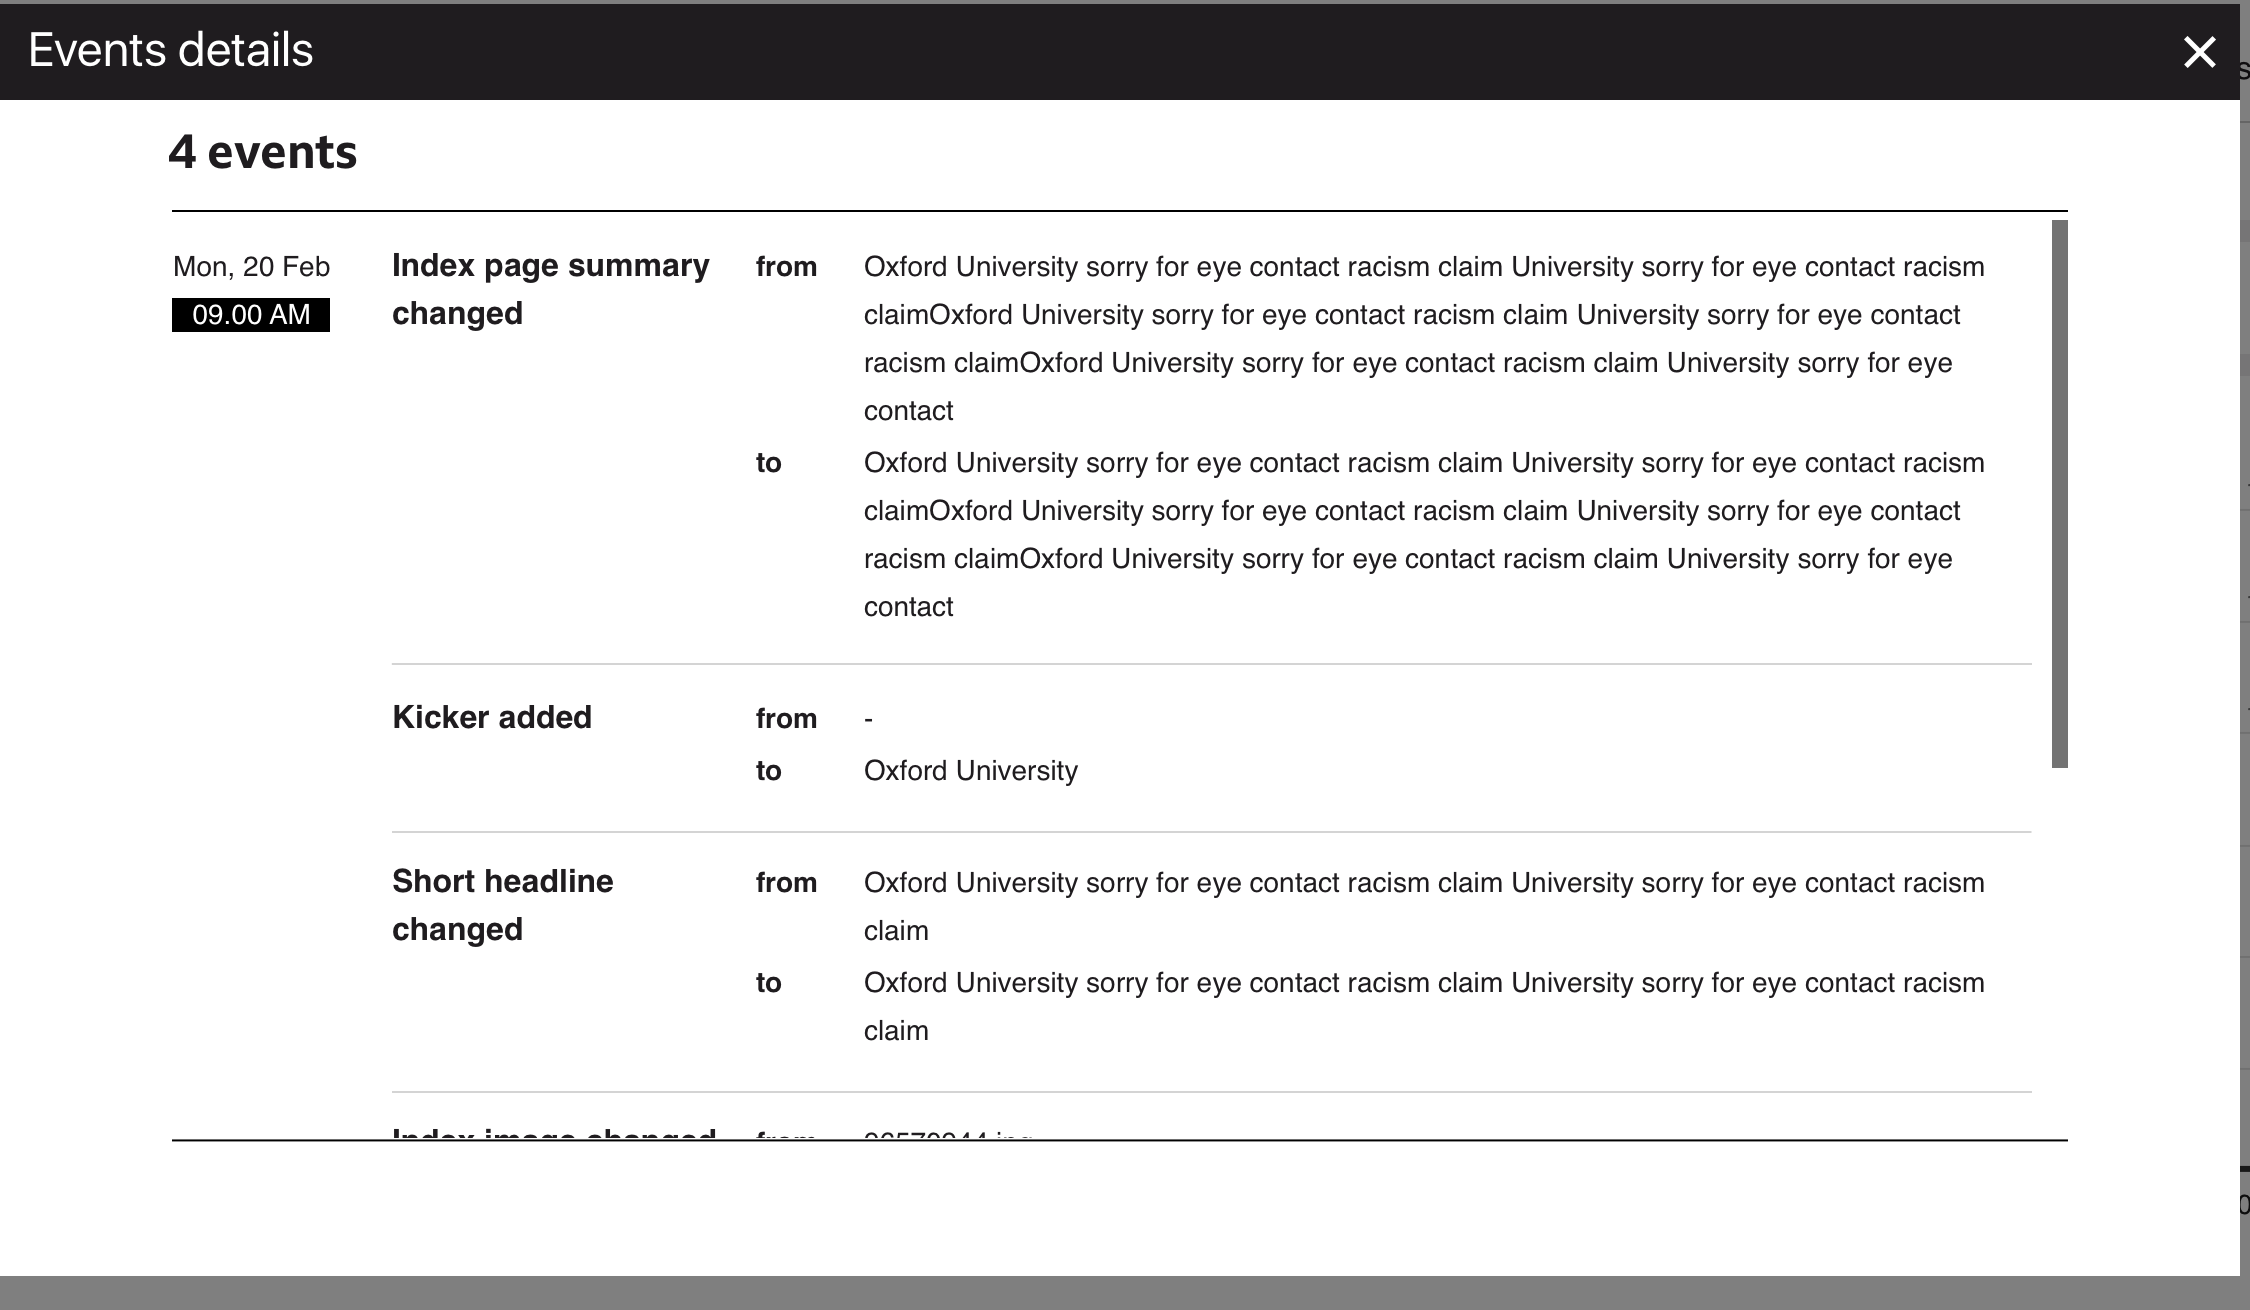 Events details
4 events
Mon, 20 Feb
09.00 AM
Index page summary
changed
from
Oxford University sorry for eye contact racism claim University sorry for eye contact racism
claimOxford University sorry for eye contact racism claim University sorry for eye contact
racism claimOxford University sorry for eye contact racism claim University sorry for eye
contact
to
Oxford University sorry for eye contact racism claim University sorry for eye contact racism
claimOxford University sorry for eye contact racism claim University sorry for eye contact
racism claimOxford University sorry for eye contact racism claim University sorry for eye
contact
Kicker added
from
-
to
Oxford University
Short headline
changed
from
Oxford University sorry for eye contact racism claim University sorry for eye contact racism
claim
to
Oxford University sorry for eye contact racism claim University sorry for eye contact racism
claim
Index image changed
from